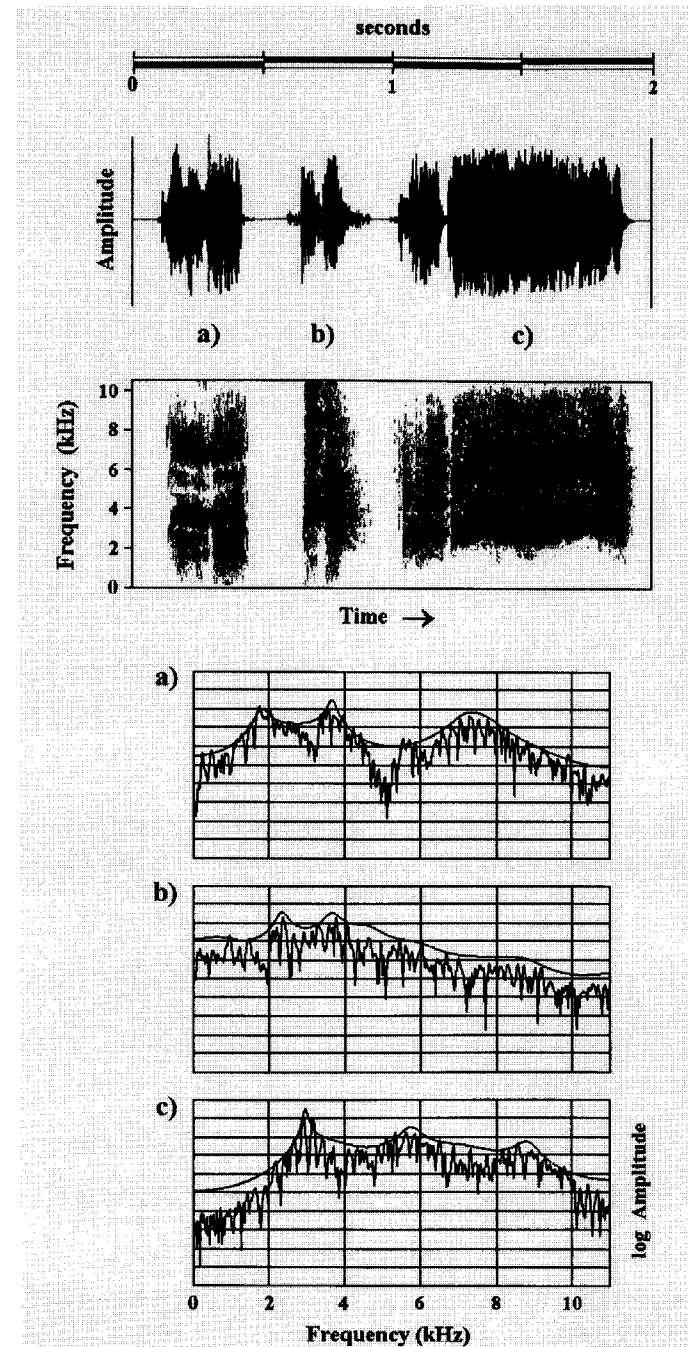 seconds
0 1 2
Amplitude
a) b) c)
Frequency (kHz)
10
8
6
4
2
0
Time →
a)
b)
c)
log Amplitude
0 2 4 6 8 10
Frequency (kHz)